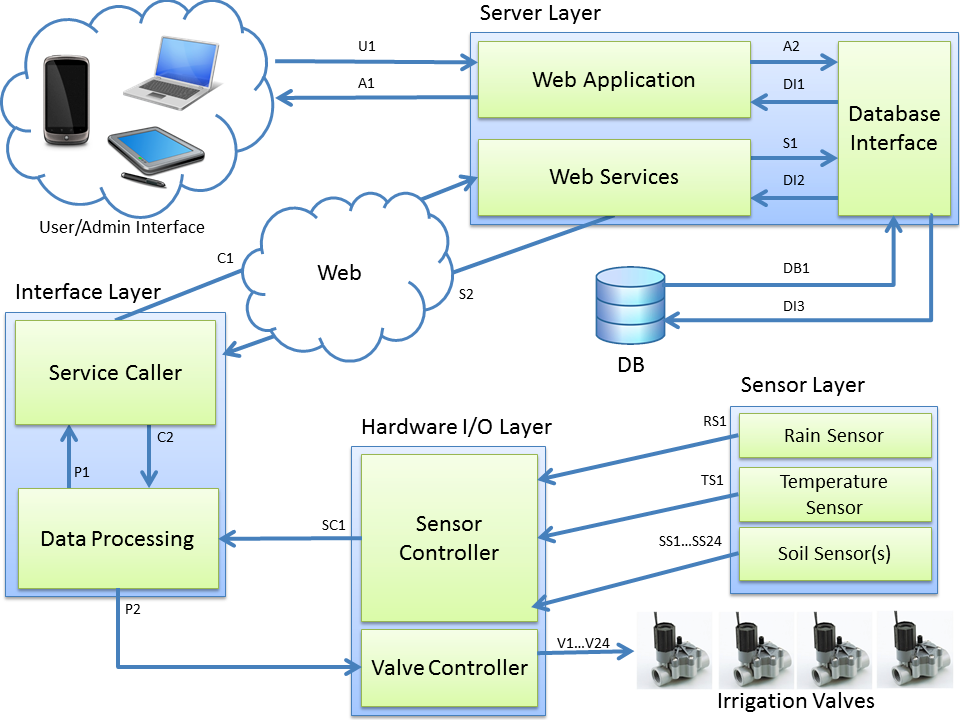 Server Layer
U1
A1
Web Application
A2
DI1
Database
Interface
Web Services
S1
DI2
User/Admin Interface
C1
Web
S2
DB1
DI3
DB
Interface Layer
Service Caller
P1
C2
Data Processing
SC1
P2
Hardware I/O Layer
Sensor
Controller
Valve Controller
Sensor Layer
RS1
Rain Sensor
TS1
Temperature
Sensor
SS1...SS24
Soil Sensor(s)
V1...V24
Irrigation Valves